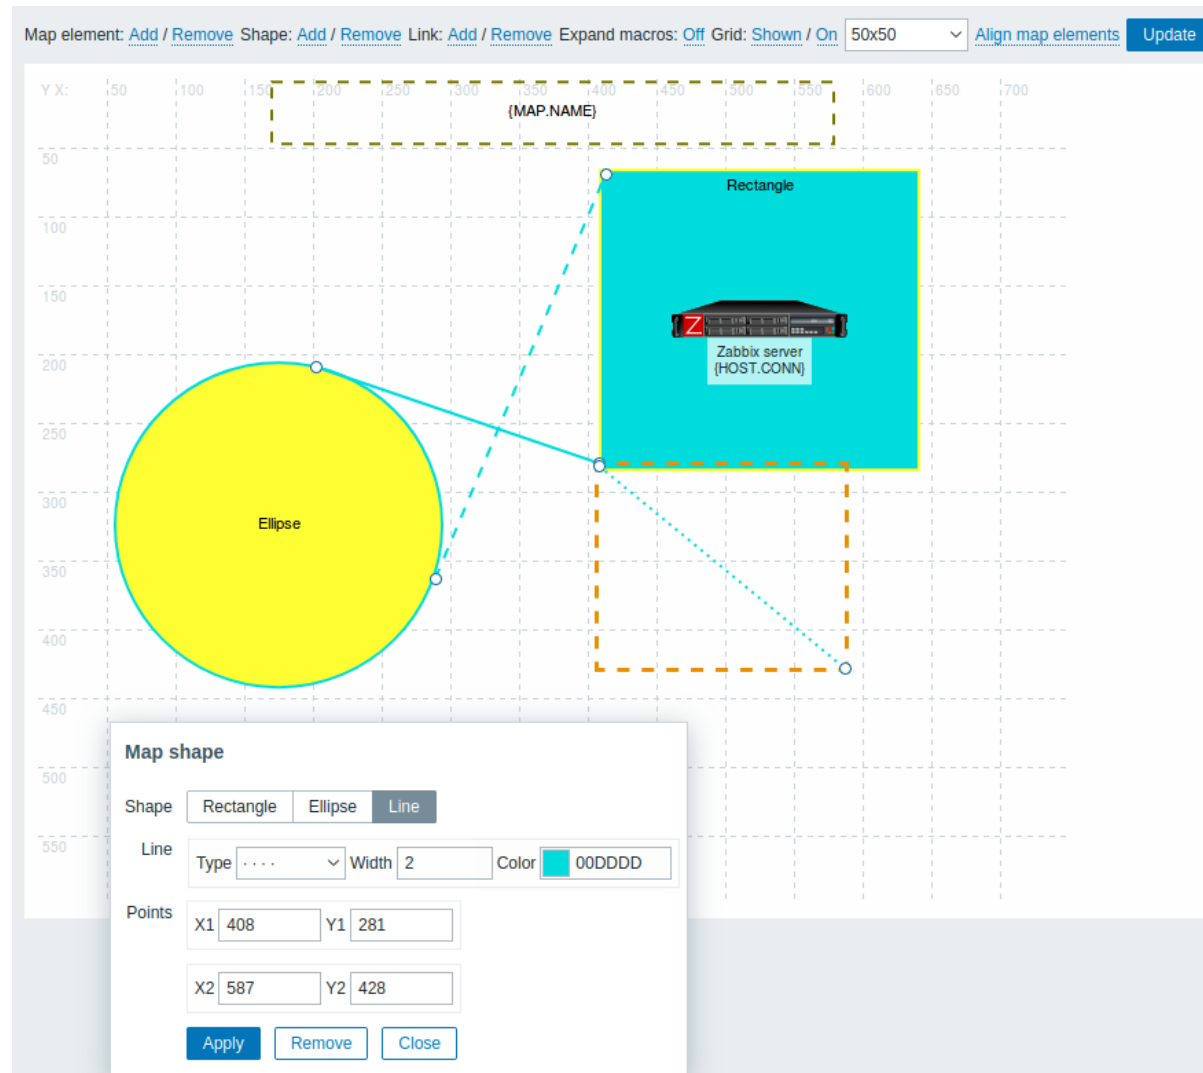 Map element: Add / Remove Shape: Add / Remove Link: Add / Remove Expand macros: Off Grid: Shown / On 50x50 Align map elements Update
Y X: 50 100 150 200 250 300 350 400 450 500 550 600 650 700
{MAP.NAME}
50
Rectangle
100
150
Z
Zabbix server
200
{HOST.CONN}
250
300
Ellipse
350
400
450
Map shape
500
Shape Rectangle Ellipse Line
550
Line Type Width 2 Color 00DDDD
Points X1 408 Y1 281
X2 587 Y2 428
Apply Remove Close